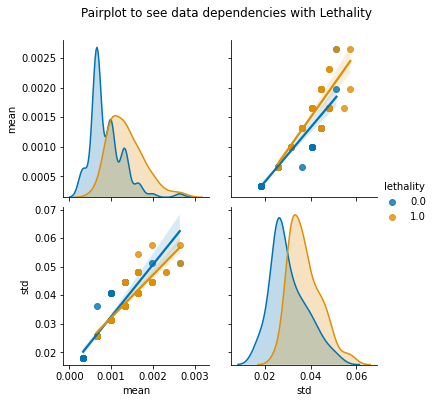 Pairplot to see data dependencies with Lethality
0.0025
0.0020
0.0015
0.0010
0.0005
mean
lethality
0.0
1.0
0.07
0.06
0.05
0.04
0.03
0.02
std
0.000 0.001 0.002 0.003
mean
0.02 0.04 0.06
std